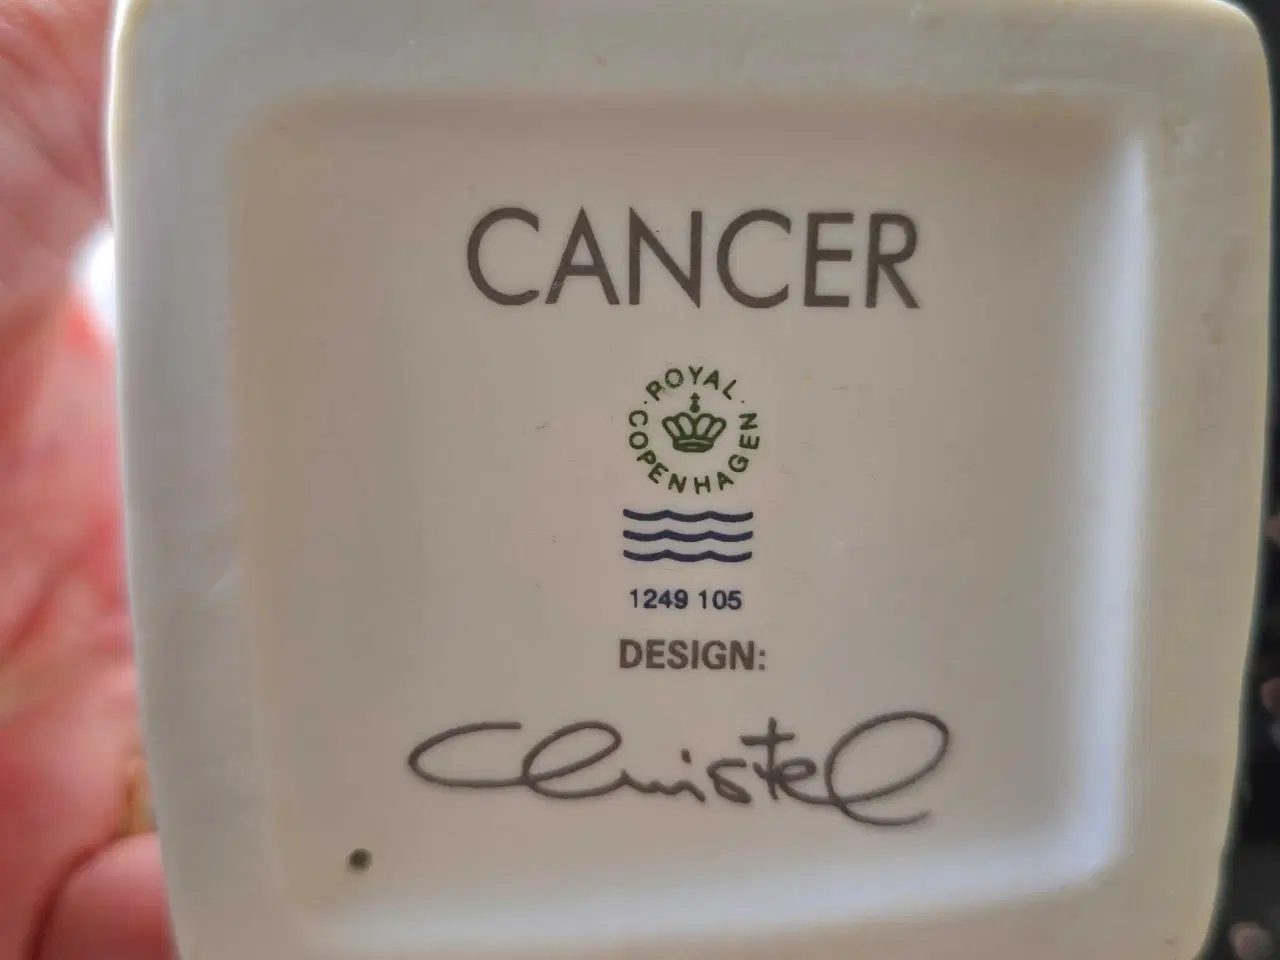 CANCER
ROYAL COPENHAGEN
1249 105
DESIGN:
Christel